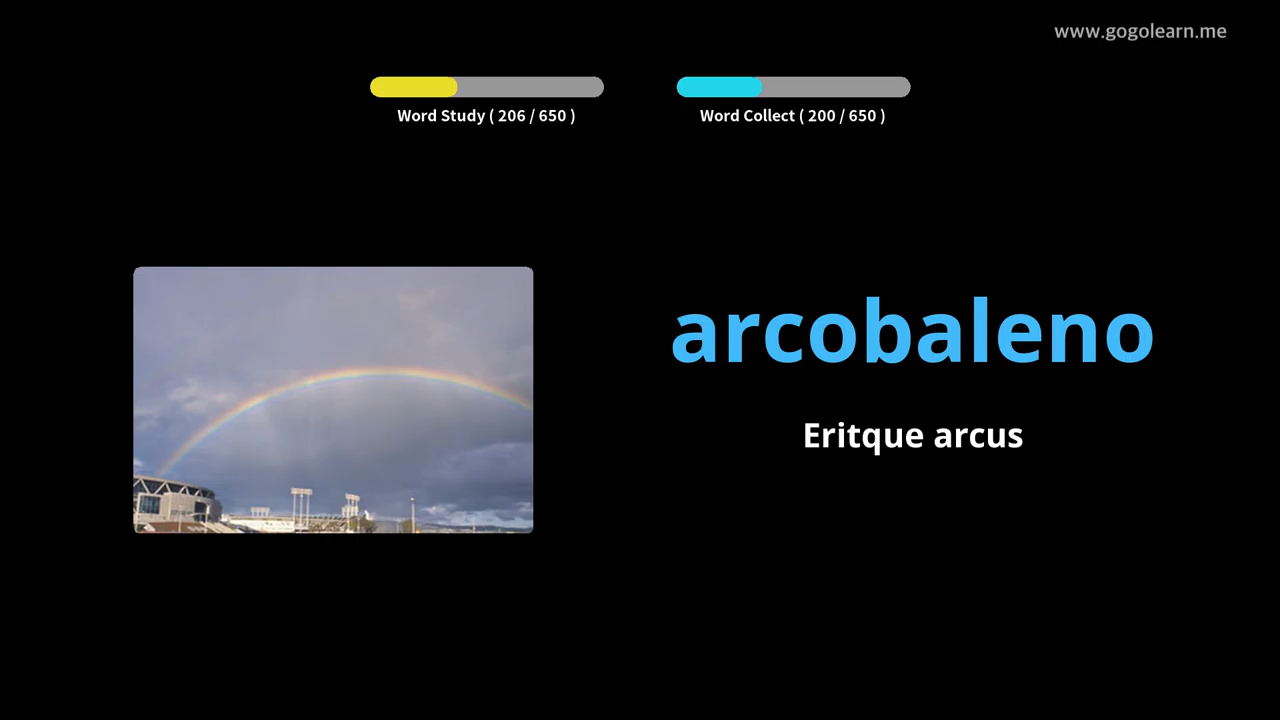 www.gogolearn.me
Word Study ( 206 / 650 )
Word Collect ( 200 / 650 )
arcobaleno
Eritque arcus